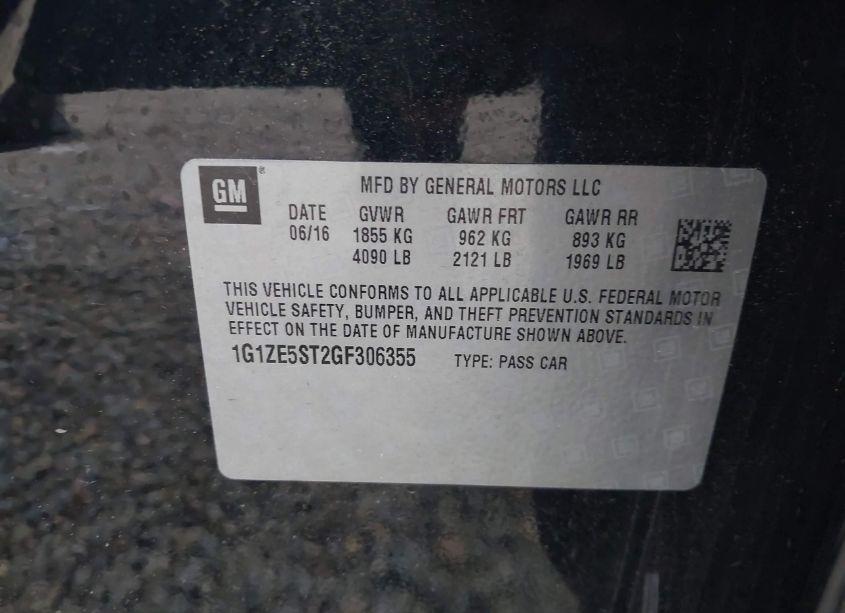 GM®
MFD BY GENERAL MOTORS LLC
DATE GVWR GAWR FRT GAWR RR
06/16 1855 KG 962 KG 893 KG
4090 LB 2121 LB 1969 LB
THIS VEHICLE CONFORMS TO ALL APPLICABLE U.S. FEDERAL MOTOR
VEHICLE SAFETY, BUMPER, AND THEFT PREVENTION STANDARDS IN
EFFECT ON THE DATE OF MANUFACTURE SHOWN ABOVE.
1G1ZE5ST2GF306355 TYPE: PASS CAR